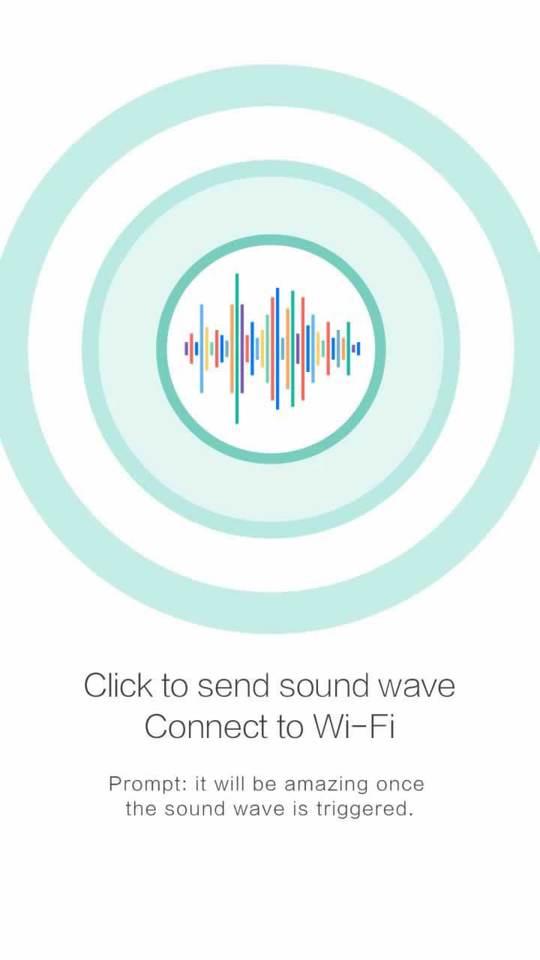 Click to send sound wave
Connect to Wi-Fi
Prompt: it will be amazing once
the sound wave is triggered.